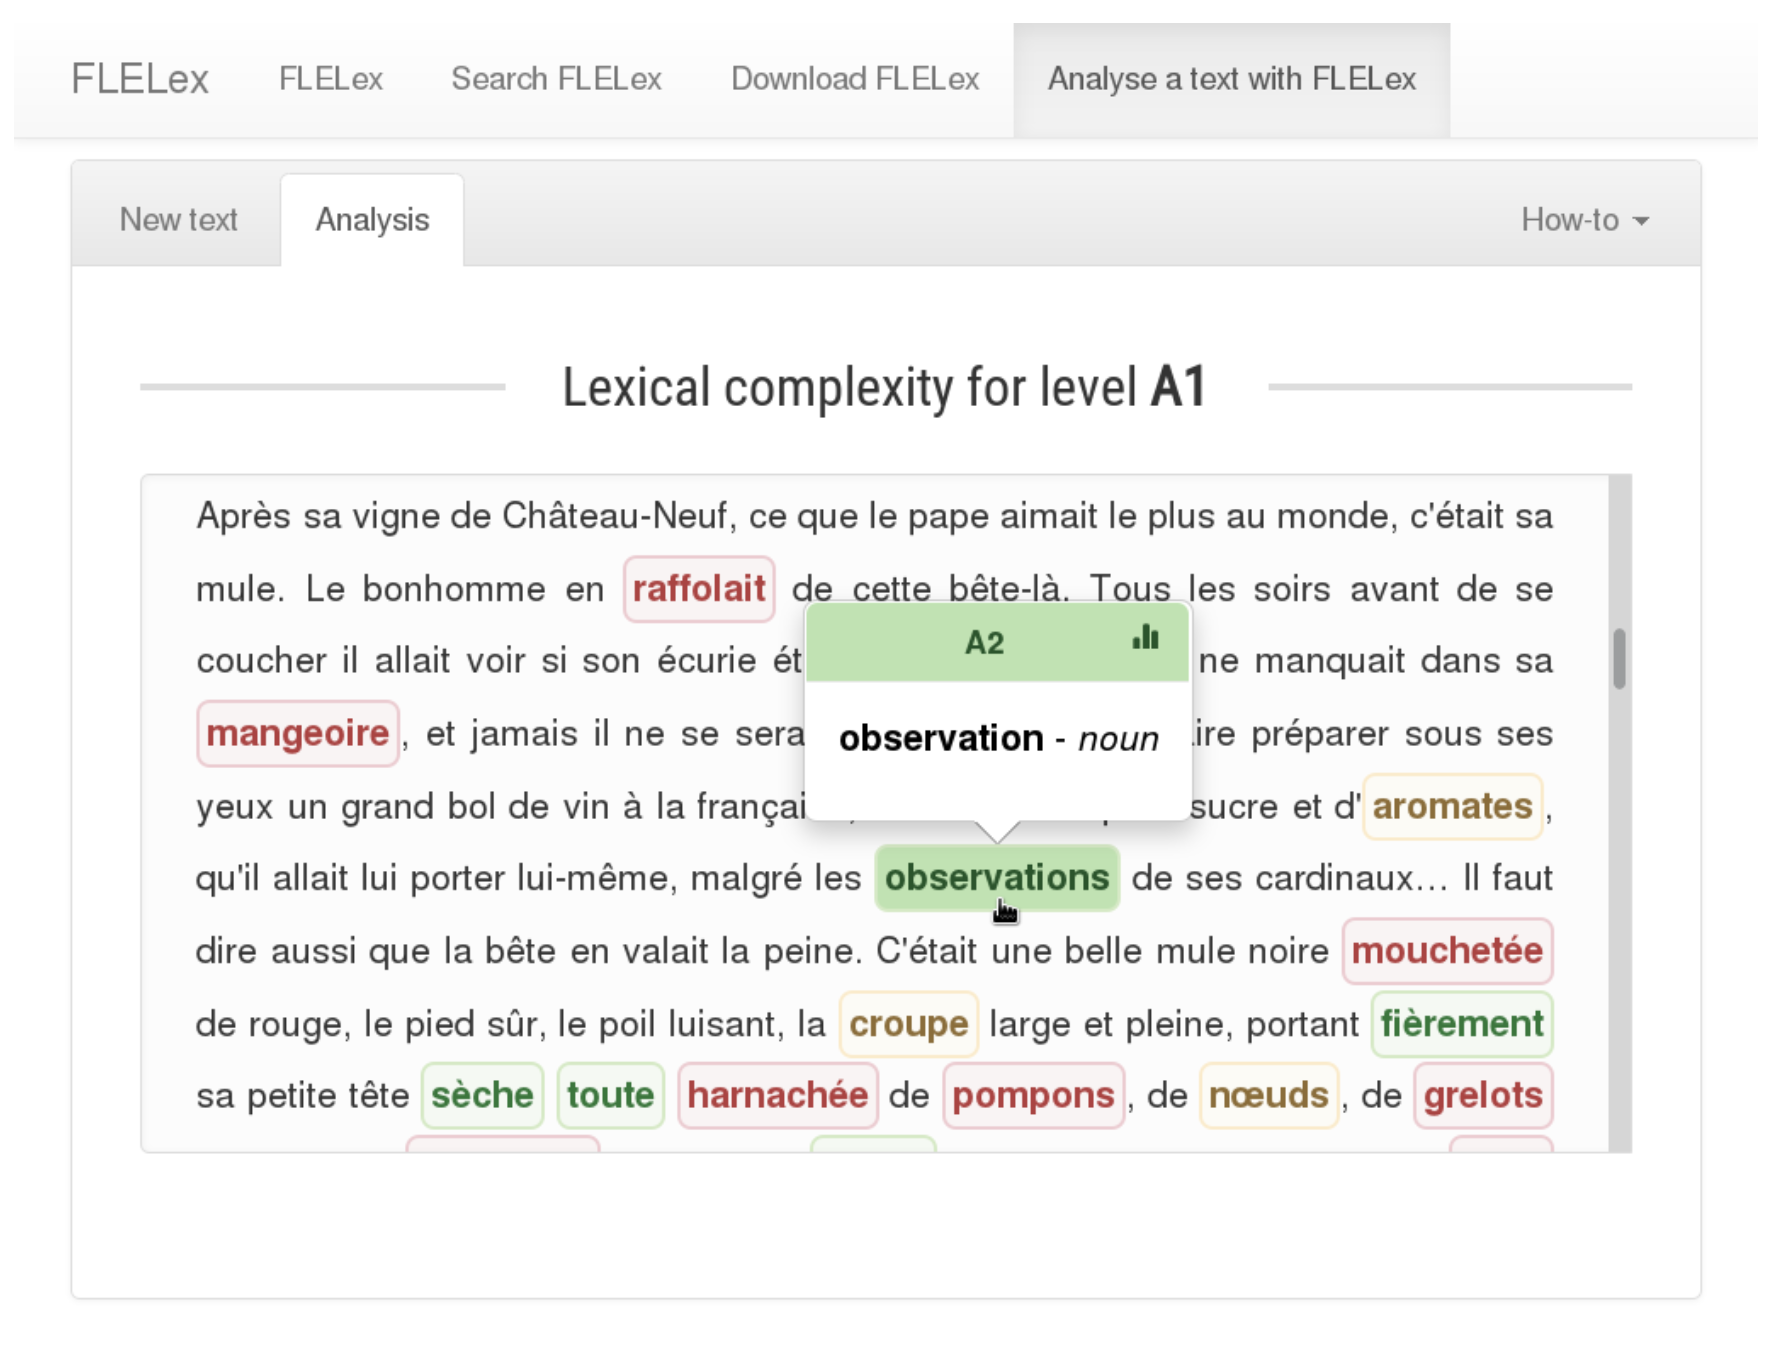 FLELex FLELex Search FLELex Download FLELex Analyse a text with FLELex
New text Analysis How-to
Lexical complexity for level A1
Après sa vigne de Château-Neuf, ce que le pape aimait le plus au monde, c'était sa
mule. Le bonhomme en raffolait de cette bête-là. Tous les soirs avant de se
coucher il allait voir si son écurie ne manquait dans sa
A2
mangeoire, et jamais il ne se préparer sous ses
observation - noun
yeux un grand bol de vin à la sucre et d'aromates,
qu'il allait lui porter lui-même, malgré les observations de ses cardinaux... Il faut
dire aussi que la bête en valait la peine. C'était une belle mule noire mouchetée
de rouge, le pied sûr, le poil luisant, la croupe large et pleine, portant fièrement
sa petite tête sèche toute harnachée de pompons, de nœuds, de grelots